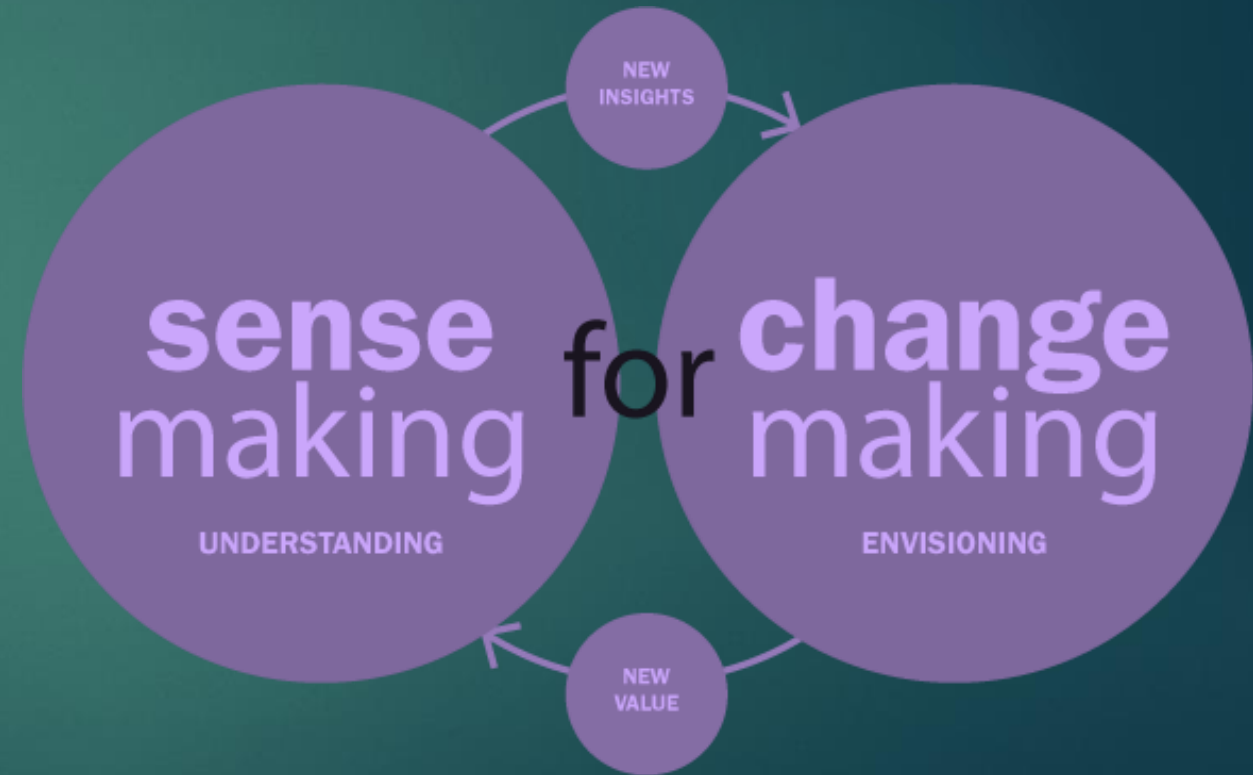 NEW
INSIGHTS
sense
making
UNDERSTANDING
for
change
making
ENVISIONING
NEW
VALUE